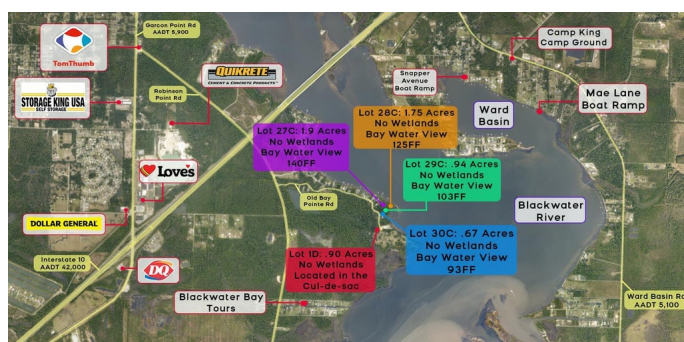 Garcon Point Rd
AADT 5,900
TomThumb
STORAGE KING USA
SELF STORAGE
Robinson
Point Rd
QUIKRETE
CEMENT & CONCRETE PRODUCTS
Loves
DOLLAR GENERAL
Interstate 10
AADT 42,000
DQ
Blackwater Bay
Tours
Old Bay
Pointe Rd
Lot 27C: 1.9 Acres
No Wetlands
Bay Water View
140FF
Lot 28C: 1.75 Acres
No Wetlands
Bay Water View
125FF
Lot 29C: .94 Acres
No Wetlands
Bay Water View
103FF
Lot 30C: .67 Acres
No Wetlands
Bay Water View
93FF
Lot 1D: .90 Acres
No Wetlands
Located in the
Cul-de-sac
Snapper
Avenue
Boat Ramp
Camp King
Camp Ground
Ward
Basin
Mae Lane
Boat Ramp
Blackwater
River
Ward Basin Rd
AADT 5,100